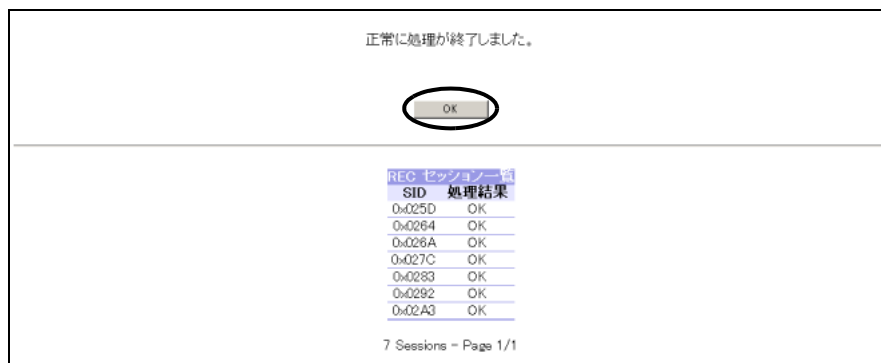 正常に処理が終了しました。
OK
REC セッション一覧
SID 処理結果
0x025D OK
0x0264 OK
0x026A OK
0x027C OK
0x0283 OK
0x0292 OK
0x02A3 OK
7 Sessions - Page 1/1